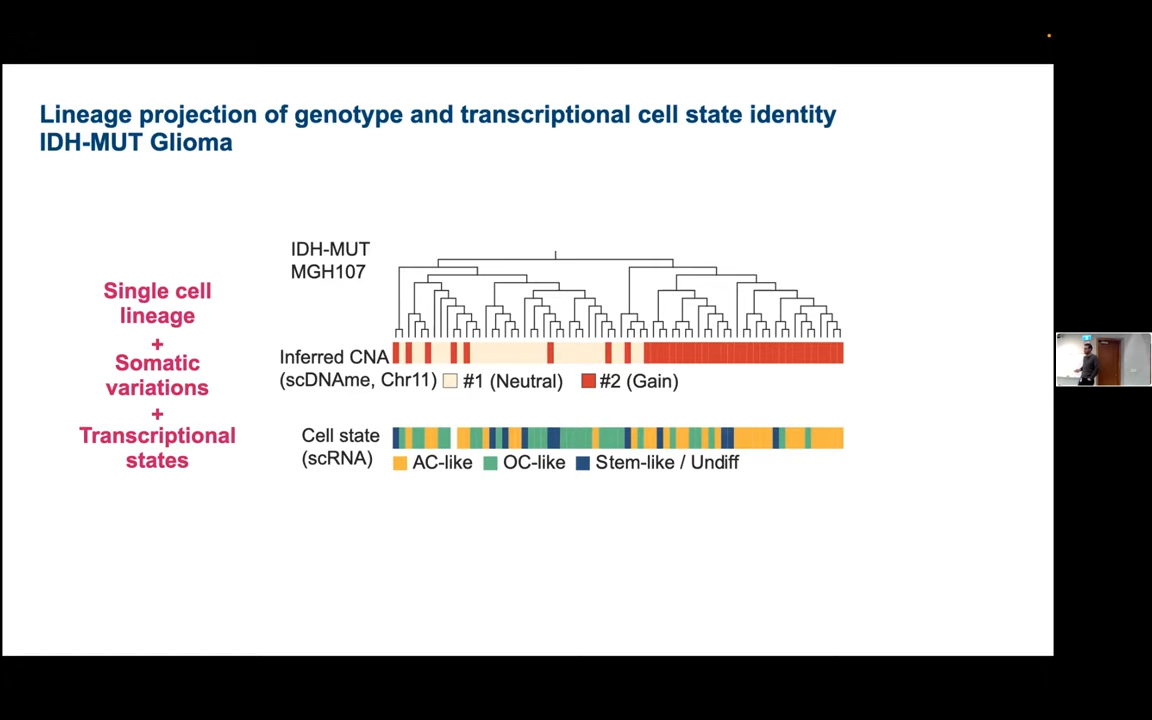 Lineage projection of genotype and transcriptional cell state identity
IDH-MUT Glioma
IDH-MUT
MGH107
Single cell
lineage
+
Somatic
variations
+
Transcriptional
states
Inferred CNA
(scDNAme, Chr11) #1 (Neutral) #2 (Gain)
Cell state
(scRNA)
AC-like OC-like Stem-like / Undiff